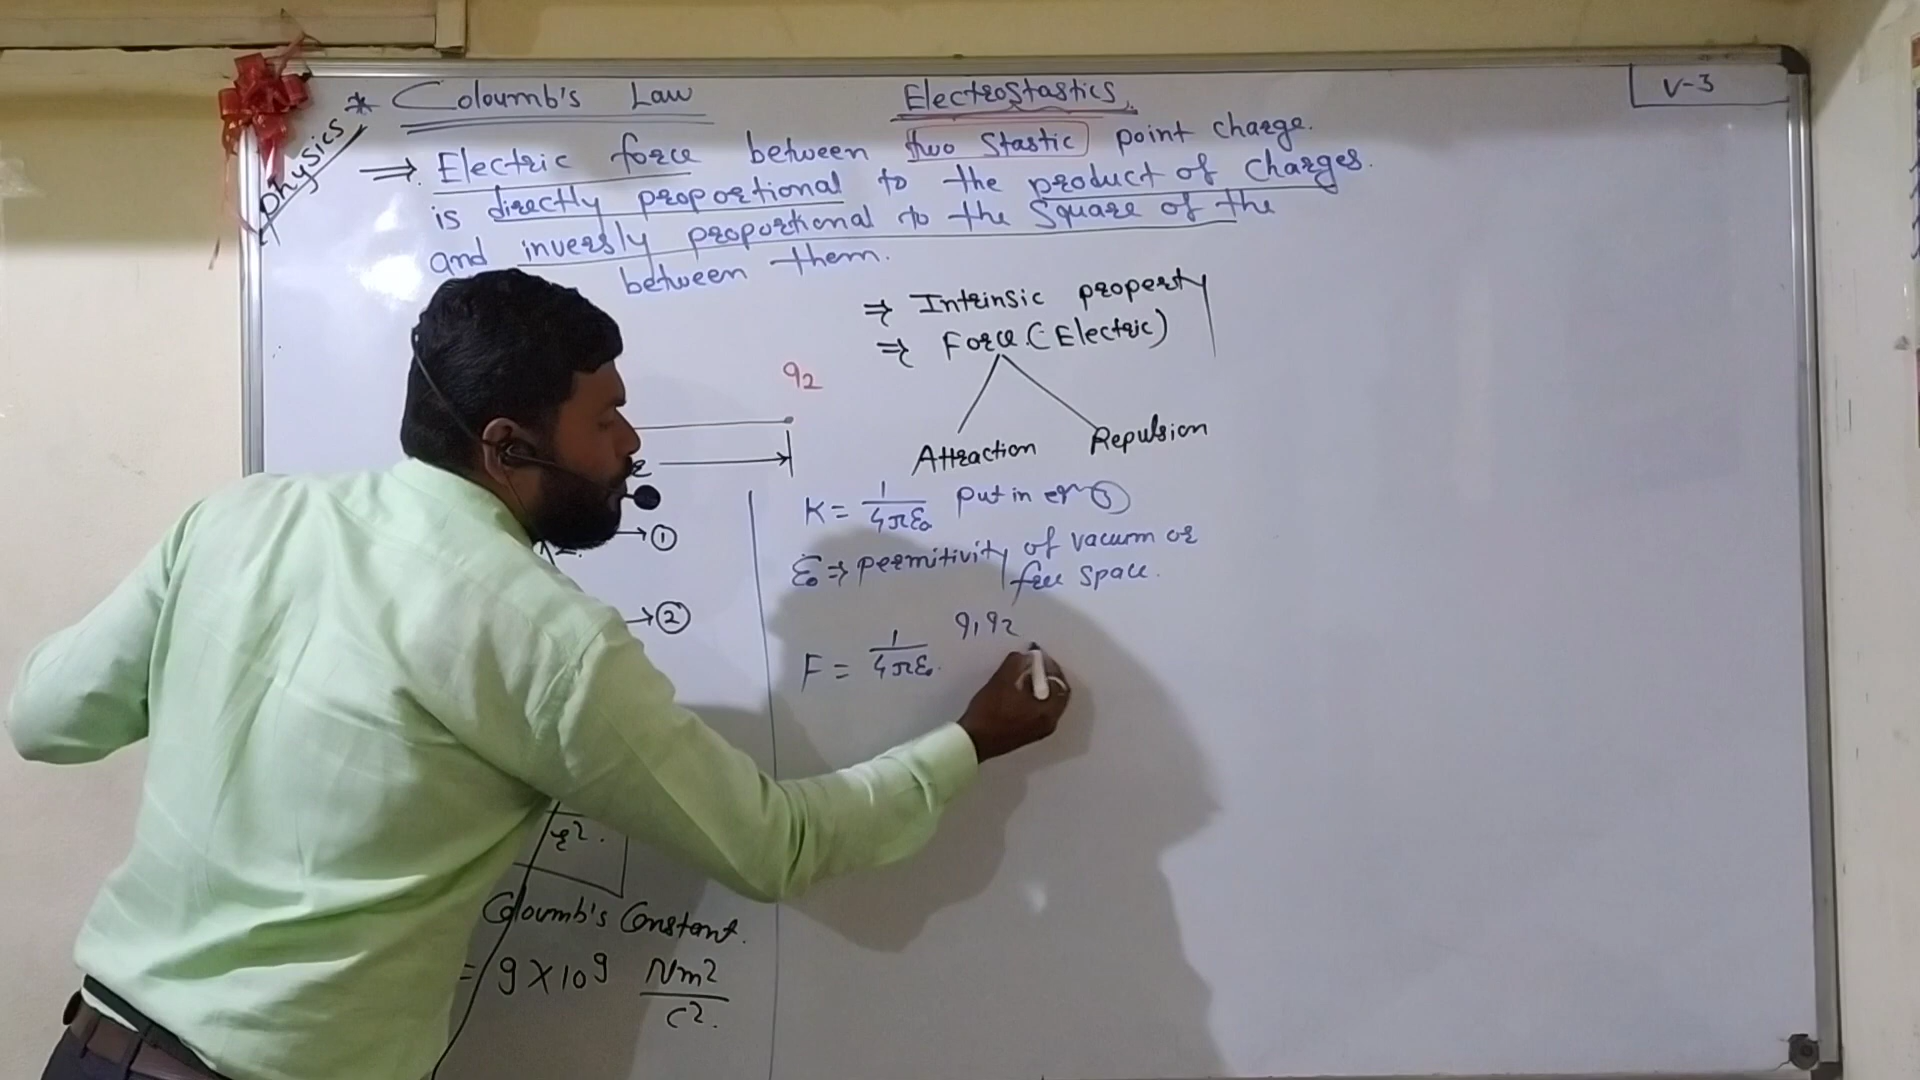 physics
* Coloumb's Law
Electrostastics
V-3
⇒ Electric force between two stastic point charge.
is directly proportional to the product of charges.
and inversly proportional to the square of the
between them.
⇒ Intrinsic property
⇒ Force (Electric)
Attraction Repulsion
q2
r
→①
→②
r².
Coloumb's Constant.
= 9 × 10⁹ Nm² / C².
K = 1 / 4πε₀ put in eqn ③
ε₀ ⇒ permitivity of vacum or
free space.
F = 1 / 4πε₀ . q₁q₂